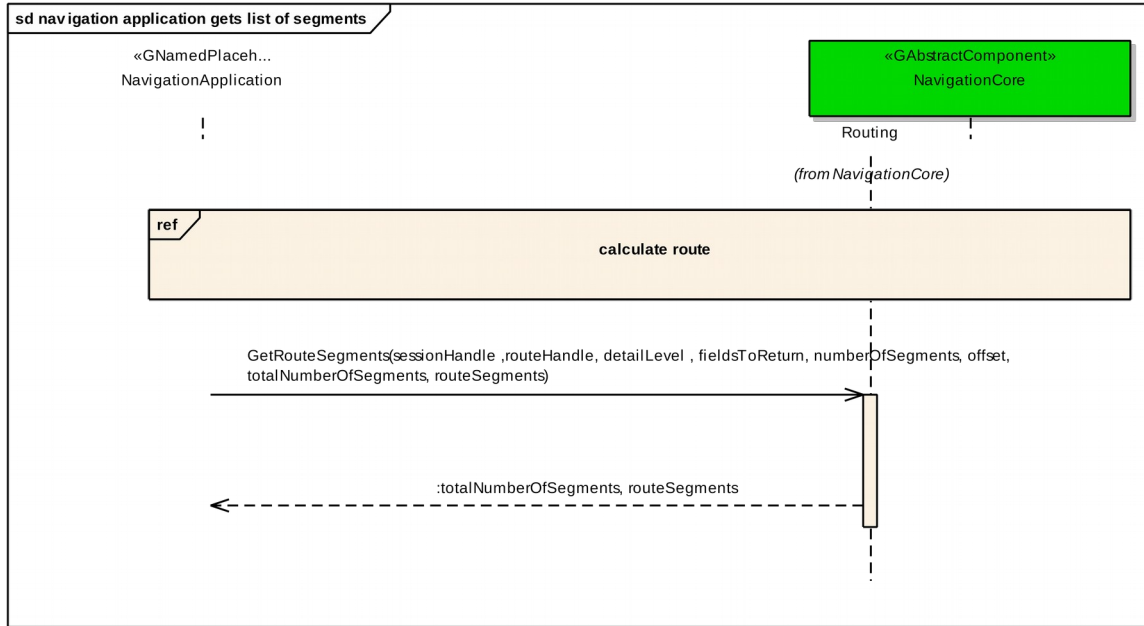 sd navigation application gets list of segments
«GNamedPlaceh...
NavigationApplication
«GAbstractComponent»
NavigationCore
Routing
(from NavigationCore)
ref
calculate route
GetRouteSegments(sessionHandle ,routeHandle, detailLevel , fieldsToReturn, numberOfSegments, offset,
totalNumberOfSegments, routeSegments)
:totalNumberOfSegments, routeSegments